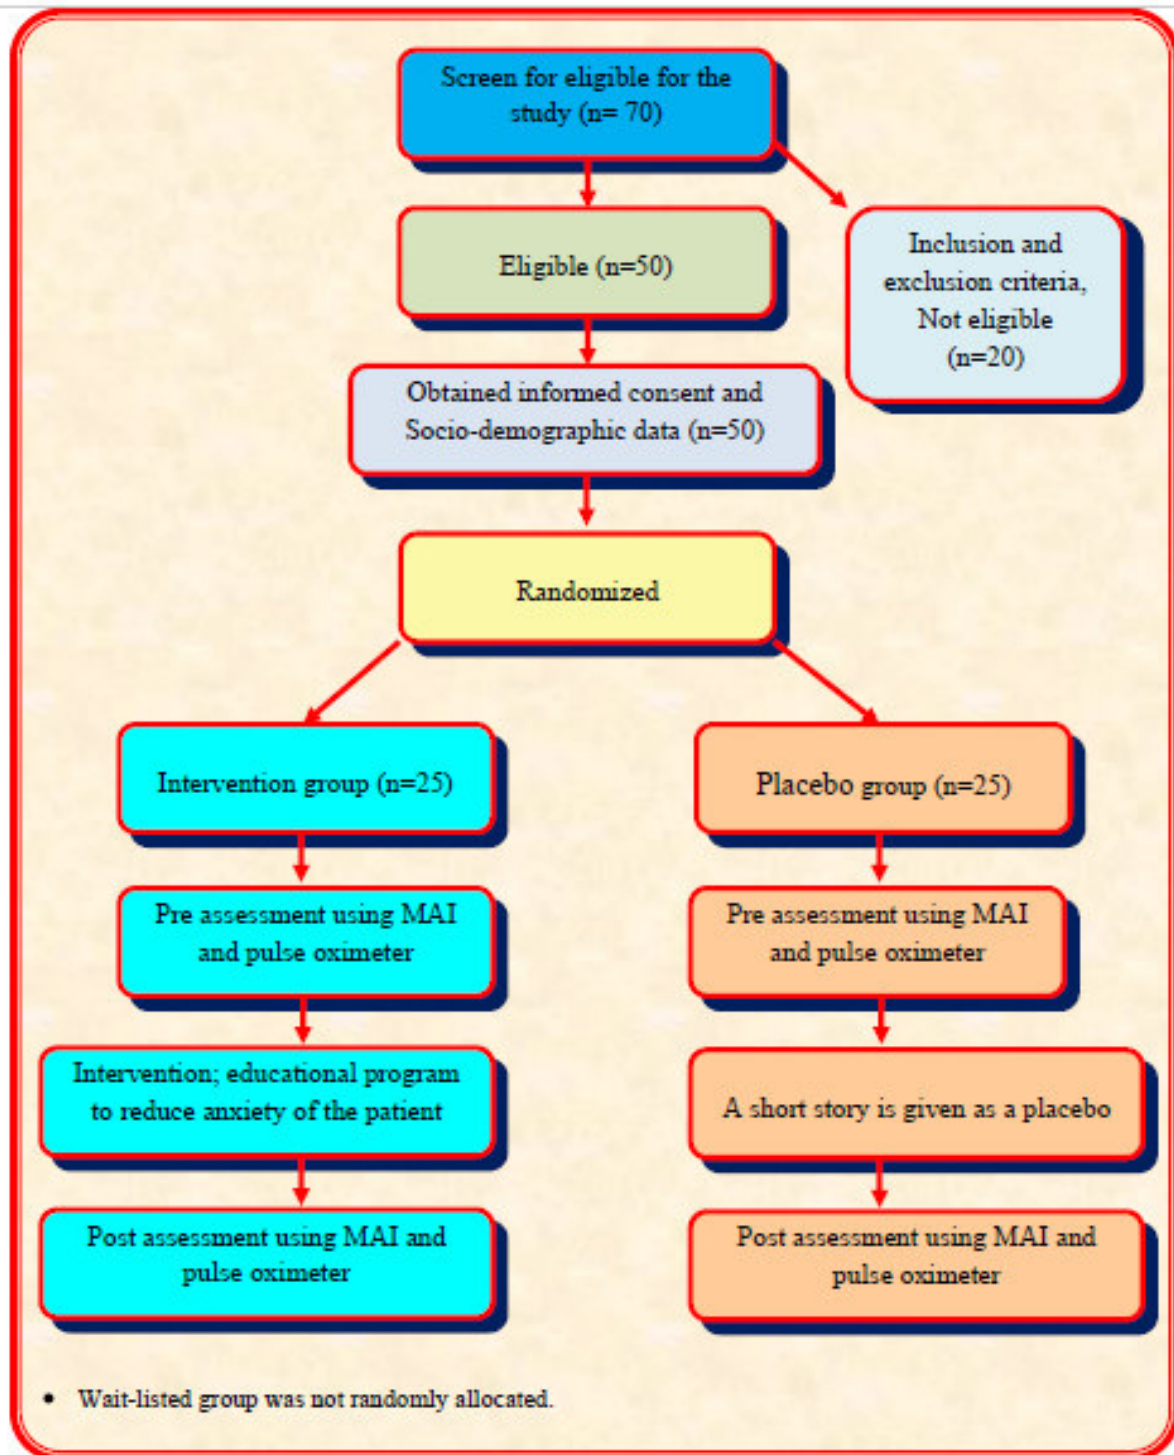 Screen for eligible for the
study (n= 70)
Eligible (n=50)
Inclusion and
exclusion criteria,
Not eligible
(n=20)
Obtained informed consent and
Socio-demographic data (n=50)
Randomized
Intervention group (n=25)
Placebo group (n=25)
Pre assessment using MAI
and pulse oximeter
Pre assessment using MAI
and pulse oximeter
Intervention; educational program
to reduce anxiety of the patient
A short story is given as a placebo
Post assessment using MAI and
pulse oximeter
Post assessment using MAI and
pulse oximeter
• Wait-listed group was not randomly allocated.